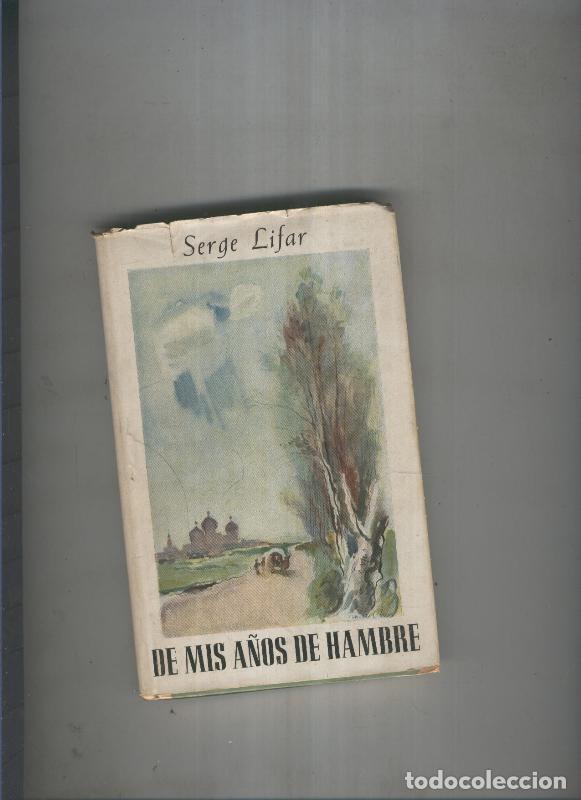 Serge Lifar
DE MIS AÑOS DE HAMBRE
todocoleccion